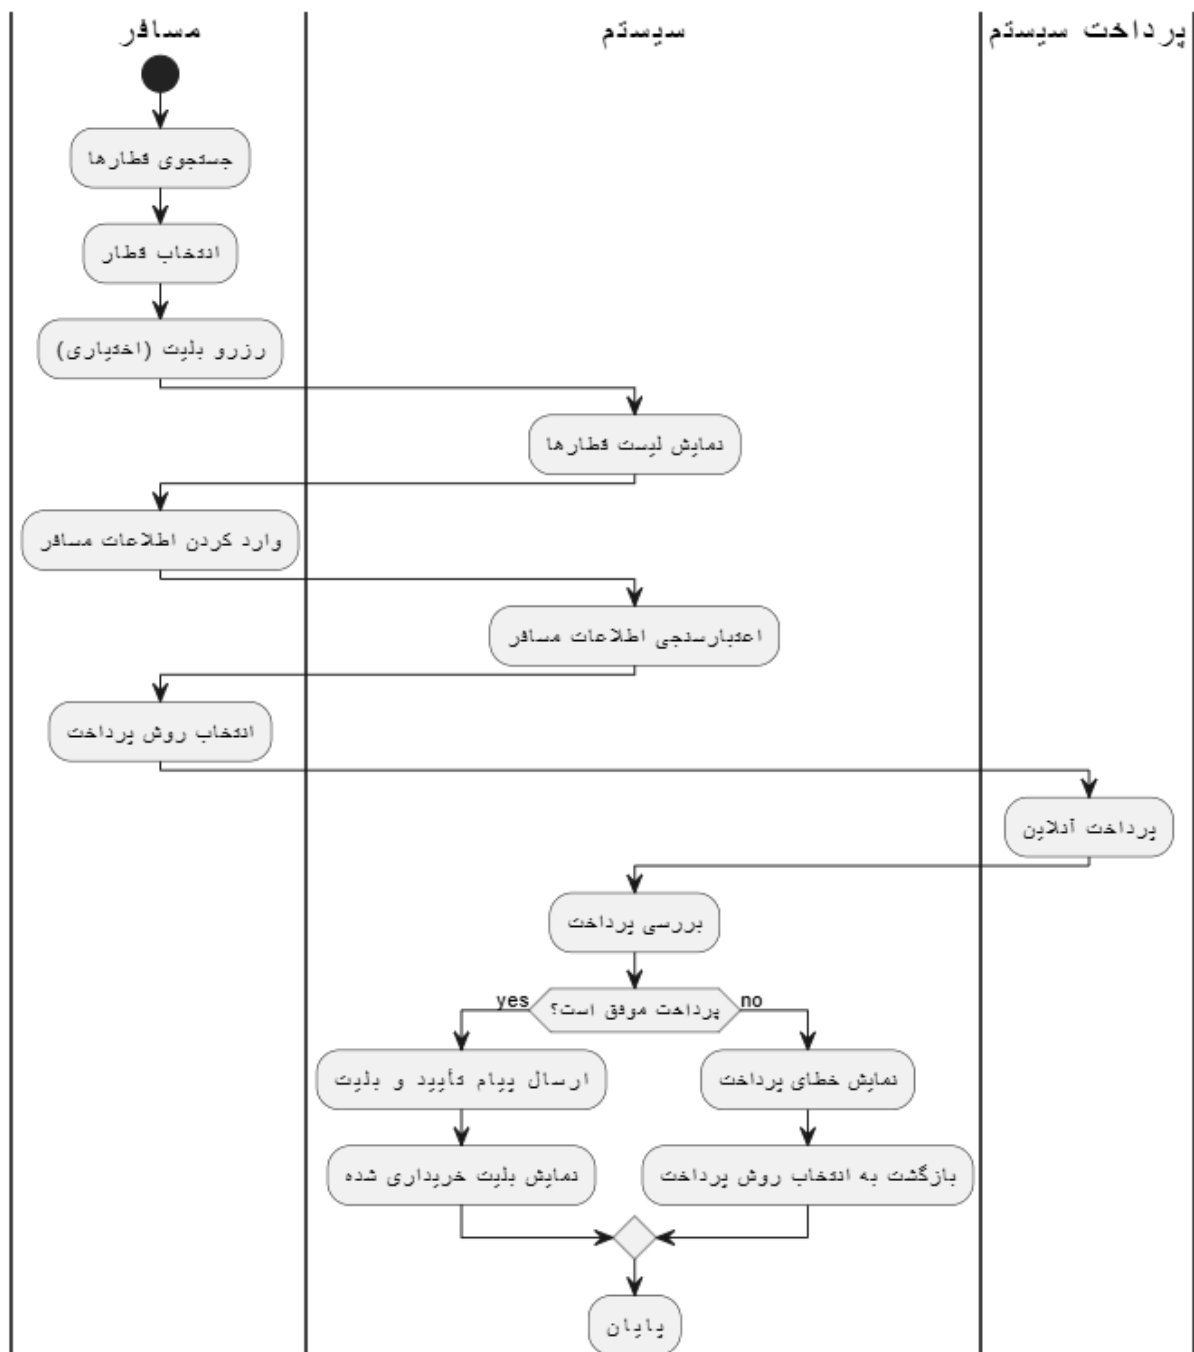 مسافر
سیستم
پرداخت سیستم
جستجوی قطارها
انتخاب قطار
رزرو بلیت (اختیاری)
نمایش لیست قطارها
وارد کردن اطلاعات مسافر
اعتبارسنجی اطلاعات مسافر
انتخاب روش پرداخت
پرداخت آنلاین
بررسی پرداخت
yes
پرداخت موفق است؟
no
ارسال پیام تأیید و بلیت
نمایش خطای پرداخت
نمایش بلیت خریداری شده
بازگشت به انتخاب روش پرداخت
پایان